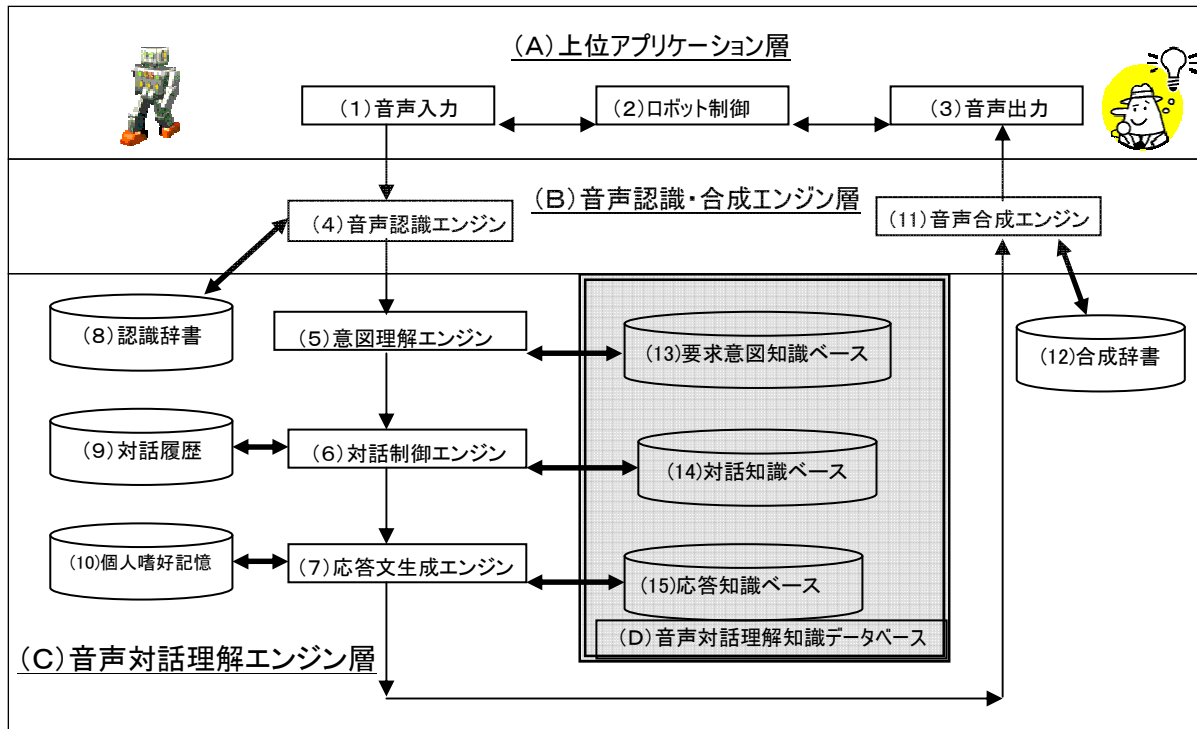 (A)上位アプリケーション層
(1)音声入力
(2)ロボット制御
(3)音声出力
(B)音声認識・合成エンジン層
(4)音声認識エンジン
(11)音声合成エンジン
(8)認識辞書
(5)意図理解エンジン
(13)要求意図知識ベース
(12)合成辞書
(9)対話履歴
(6)対話制御エンジン
(14)対話知識ベース
(10)個人嗜好記憶
(7)応答文生成エンジン
(15)応答知識ベース
(D)音声対話理解知識データベース
(C)音声対話理解エンジン層